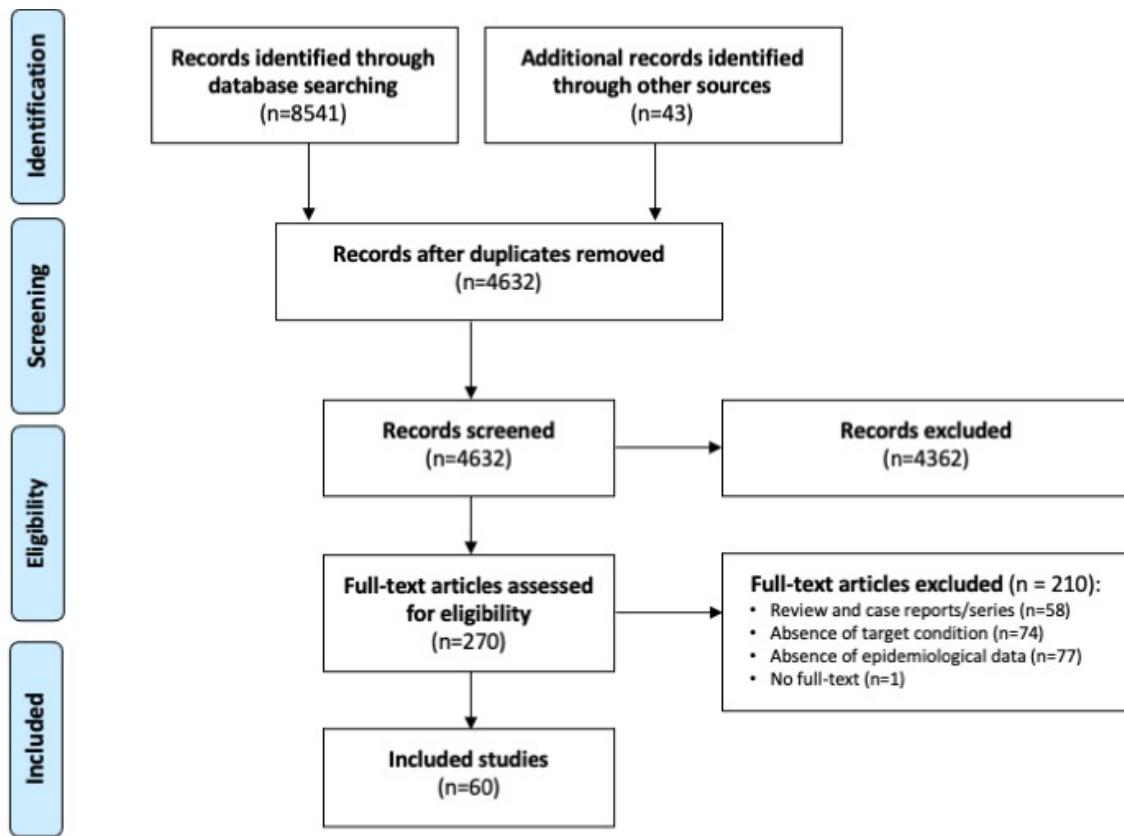 Identification
Records identified through
database searching
(n=8541)
Additional records identified
through other sources
(n=43)
Screening
Records after duplicates removed
(n=4632)
Records screened
(n=4632)
Records excluded
(n=4362)
Eligibility
Full-text articles assessed
for eligibility
(n=270)
Full-text articles excluded (n = 210):
• Review and case reports/series (n=58)
• Absence of target condition (n=74)
• Absence of epidemiological data (n=77)
• No full-text (n=1)
Included
Included studies
(n=60)